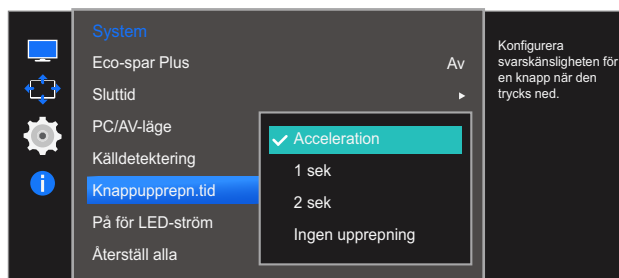 System
Eco-spar Plus Av
Sluttid
PC/AV-läge
Källdetektering
Knappupprepn.tid
På för LED-ström
Återställ alla
Acceleration
1 sek
2 sek
Ingen upprepning
Konfigurera
svarskänsligheten för
en knapp när den
trycks ned.